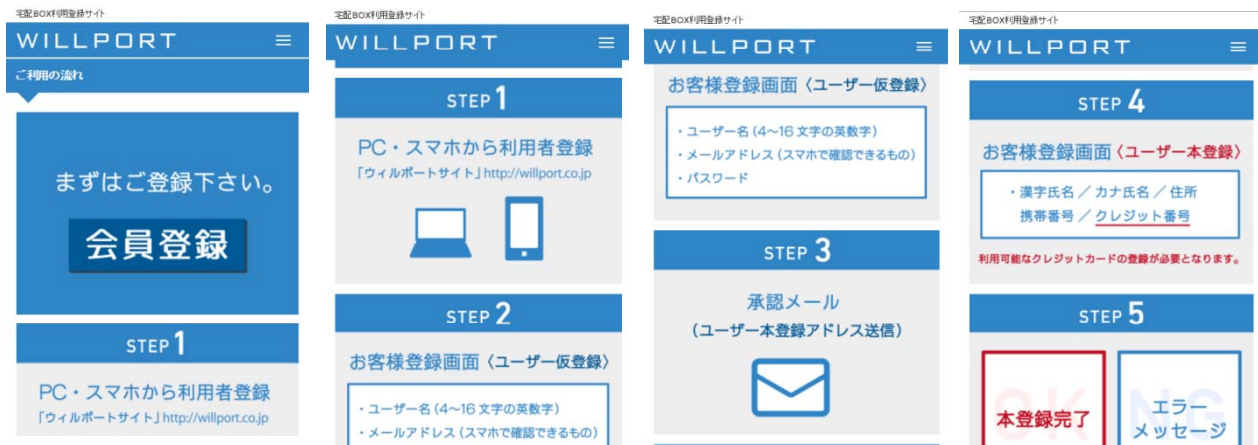 宅配BOX利用登録サイト
WILLPORT
ご利用の流れ
まずはご登録下さい。
会員登録
STEP 1
PC・スマホから利用者登録
「ウィルポートサイト」http://willport.co.jp
宅配BOX利用登録サイト
WILLPORT
STEP 1
PC・スマホから利用者登録
「ウィルポートサイト」http://willport.co.jp
STEP 2
お客様登録画面〈ユーザー仮登録〉
・ユーザー名(4〜16文字の英数字)
・メールアドレス(スマホで確認できるもの)
宅配BOX利用登録サイト
WILLPORT
お客様登録画面〈ユーザー仮登録〉
・ユーザー名(4〜16文字の英数字)
・メールアドレス(スマホで確認できるもの)
・パスワード
STEP 3
承認メール
(ユーザー本登録アドレス送信)
宅配BOX利用登録サイト
WILLPORT
STEP 4
お客様登録画面〈ユーザー本登録〉
・漢字氏名/カナ氏名/住所
携帯番号/クレジット番号
利用可能なクレジットカードの登録が必要となります。
STEP 5
OK
本登録完了
NG
エラー
メッセージ